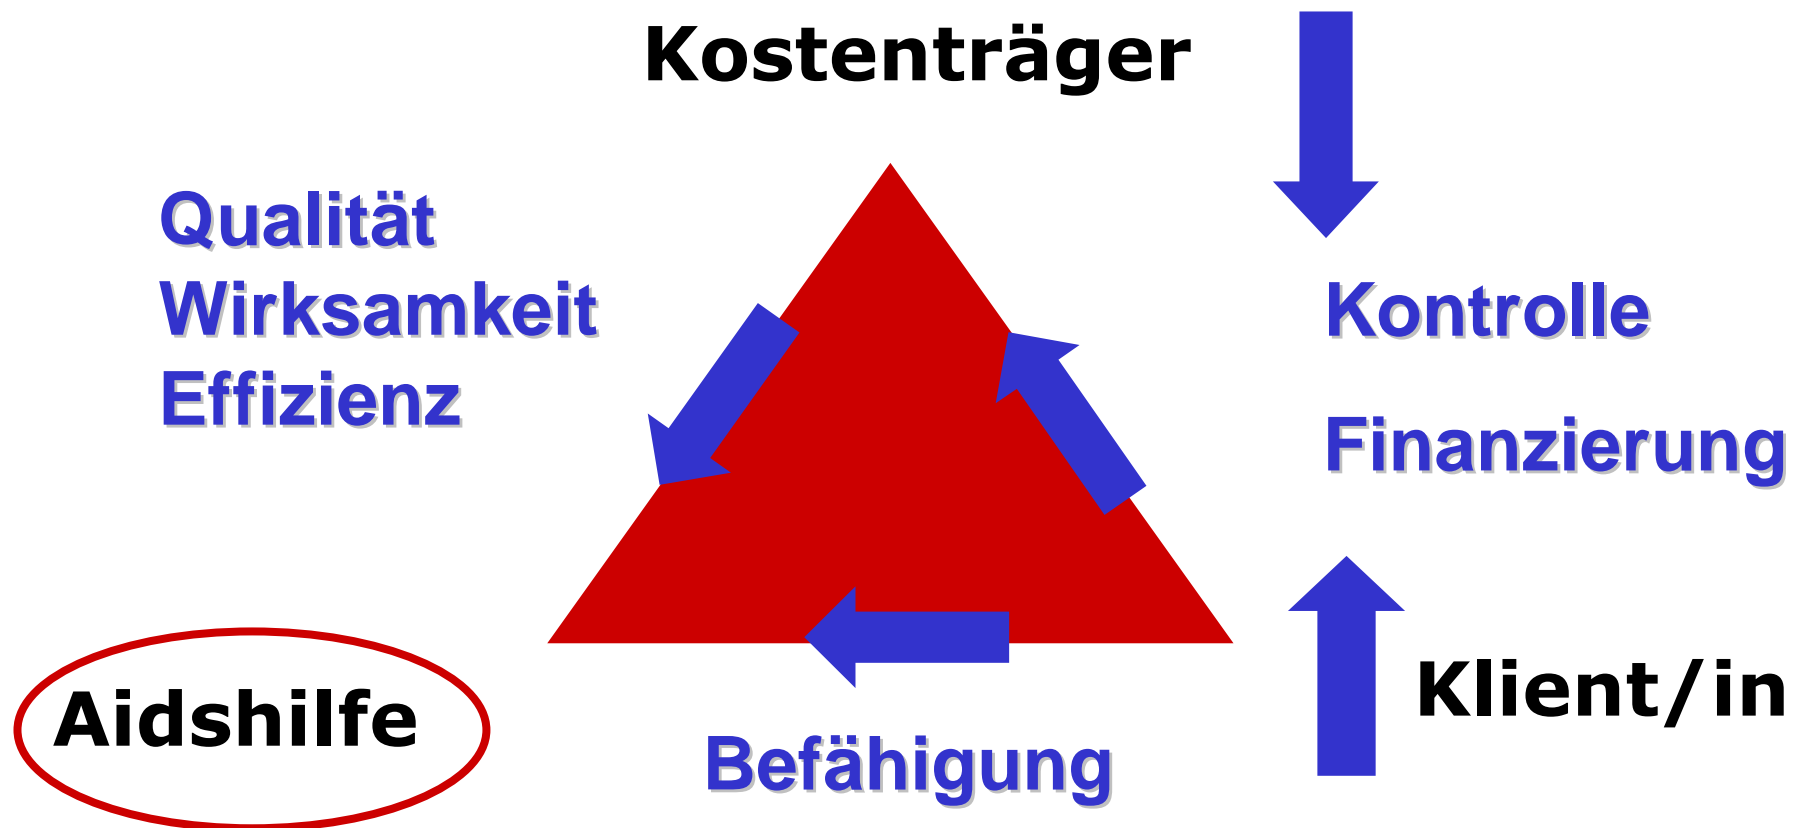 Kostenträger
Qualität
Wirksamkeit
Effizienz
Kontrolle
Finanzierung
Aidshilfe
Befähigung
Klient/in